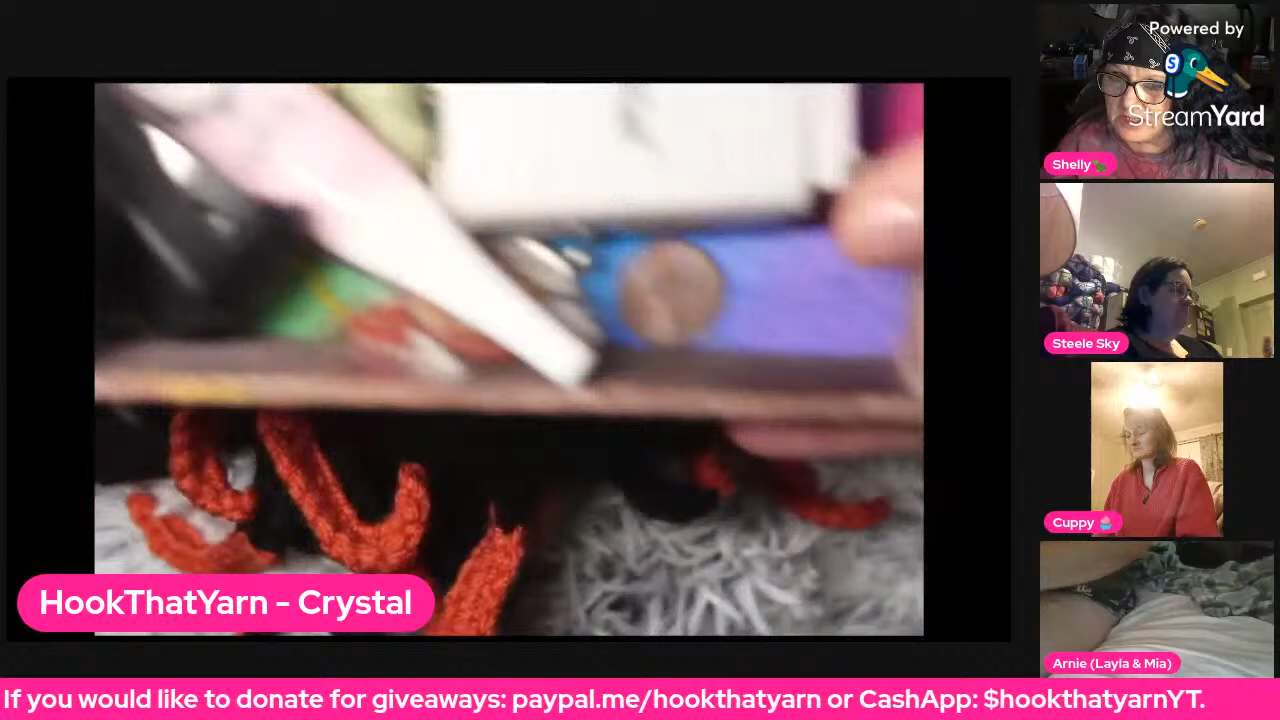 Powered by
StreamYard
Shelly🦖
Steele Sky
Cuppy 🧁
Arnie (Layla & Mia)
HookThatYarn - Crystal
If you would like to donate for giveaways: paypal.me/hookthatyarn or CashApp: $hookthatyarnYT.